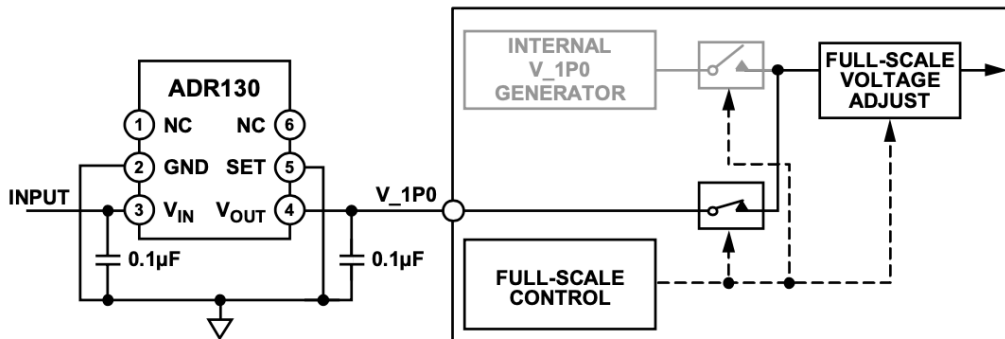 ADR130
1 NC
NC 6
2 GND
SET 5
INPUT
3 VIN
VOUT 4
0.1µF
0.1µF
V_1P0
INTERNAL
V_1P0
GENERATOR
FULL-SCALE
VOLTAGE
ADJUST
FULL-SCALE
CONTROL